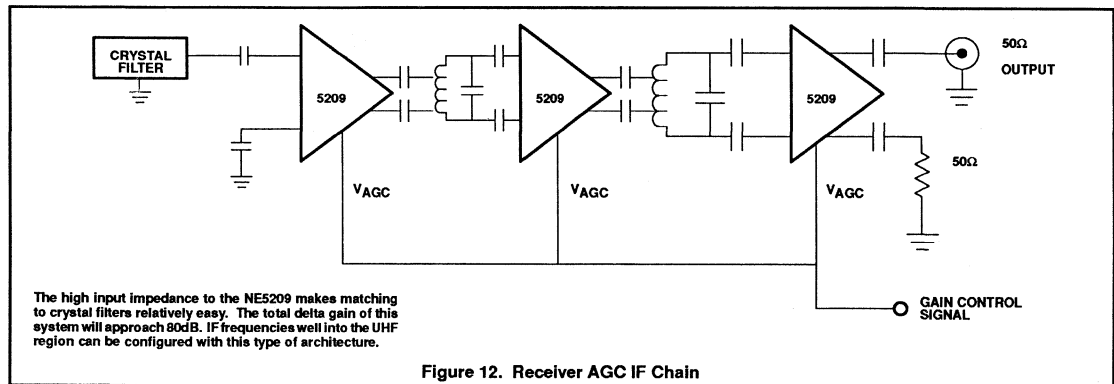 CRYSTAL
FILTER
5209
5209
5209
50Ω
OUTPUT
50Ω
VAGC
VAGC
VAGC
GAIN CONTROL
SIGNAL
The high input impedance to the NE5209 makes matching
to crystal filters relatively easy. The total delta gain of this
system will approach 80dB. IF frequencies well into the UHF
region can be configured with this type of architecture.
Figure 12. Receiver AGC IF Chain